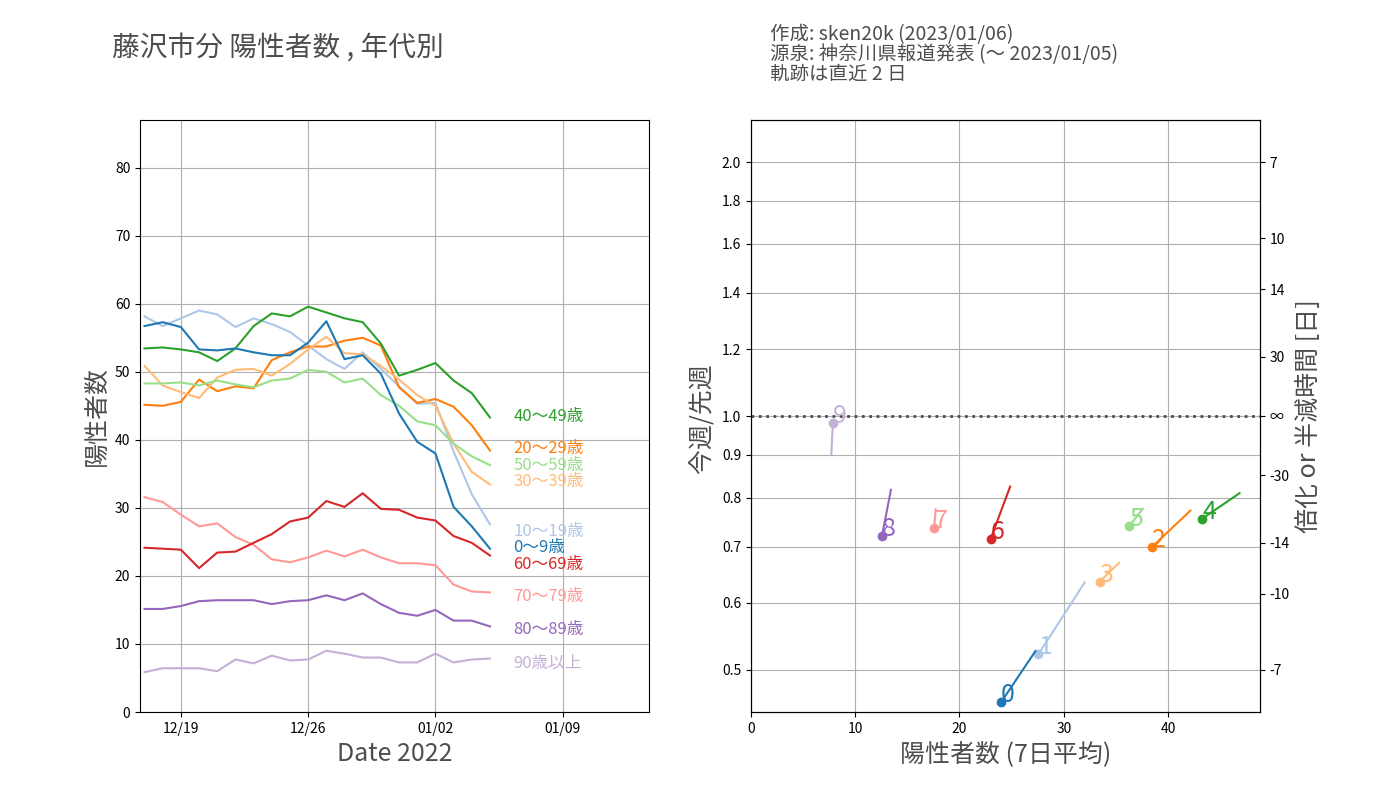 藤沢市分 陽性者数 , 年代別
作成: sken20k (2023/01/06)
源泉: 神奈川県報道発表 (～ 2023/01/05)
軌跡は直近 2 日
陽性者数
80
70
60
50
40
30
20
10
0
12/19
12/26
01/02
01/09
Date 2022
40～49歳
20～29歳
50～59歳
30～39歳
10～19歳
0～9歳
60～69歳
70～79歳
80～89歳
90歳以上
今週/先週
2.0
1.8
1.6
1.4
1.2
1.0
0.9
0.8
0.7
0.6
0.5
0
10
20
30
40
陽性者数 (7日平均)
9
8
7
6
5
4
2
3
1
0
7
10
14
30
∞
-30
-14
-10
-7
倍化 or 半減時間 [日]